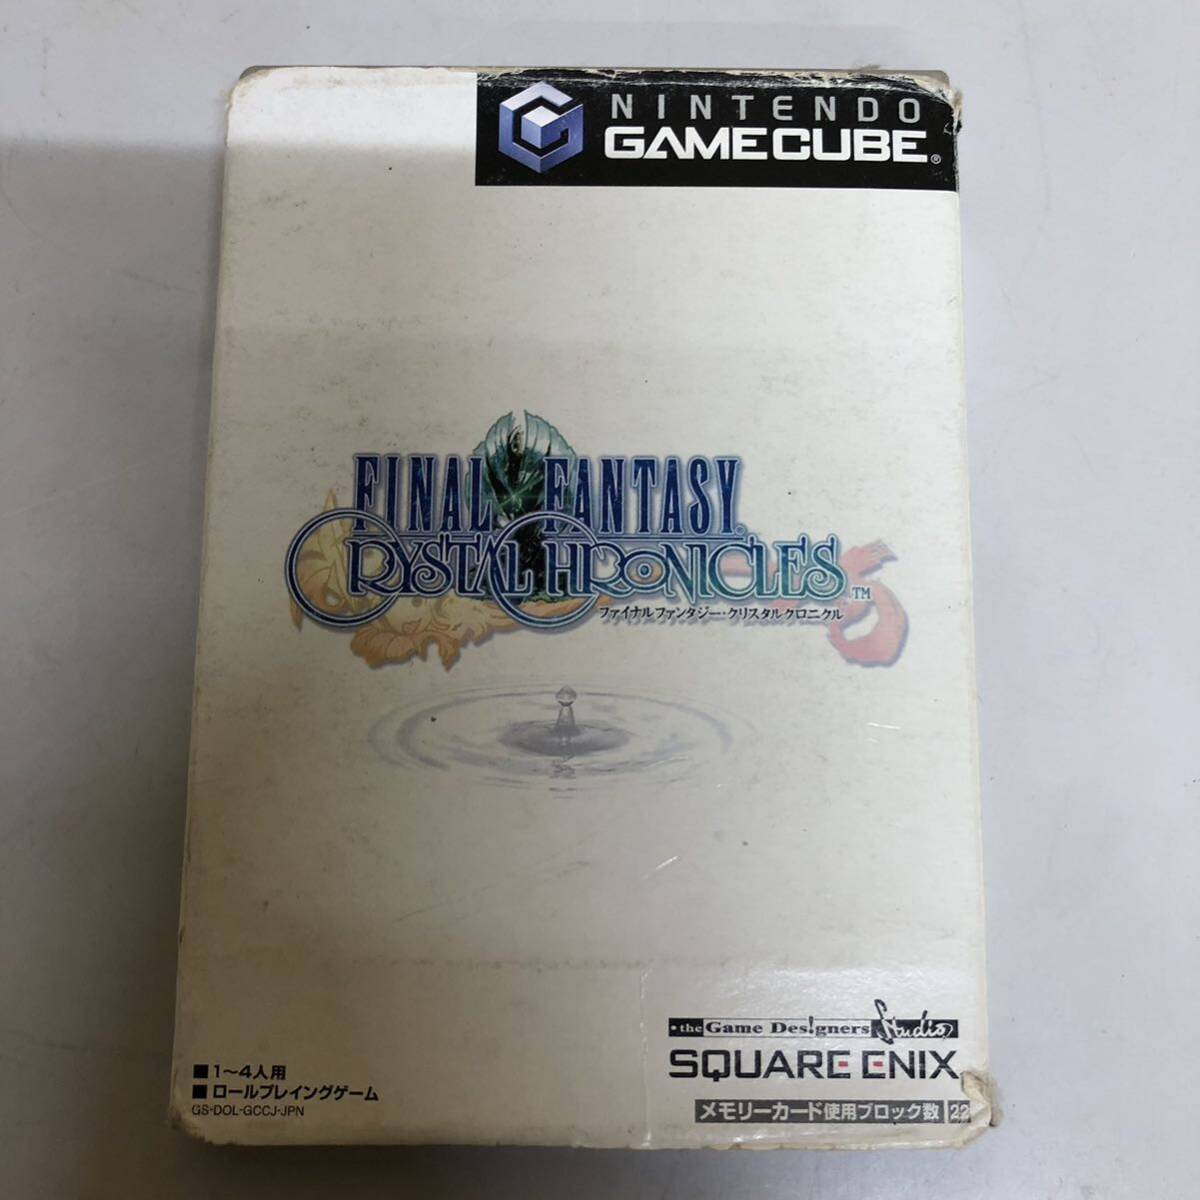 NINTENDO
GAMECUBE®
FINAL FANTASY®
CRYSTAL CHRONICLES™
ファイナルファンタジー・クリスタルクロニクル
•the Game Des!gners Studio
SQUARE ENIX
■1〜4人用
■ロールプレイングゲーム
GS-DOL-GCCJ-JPN
メモリーカード使用ブロック数 22